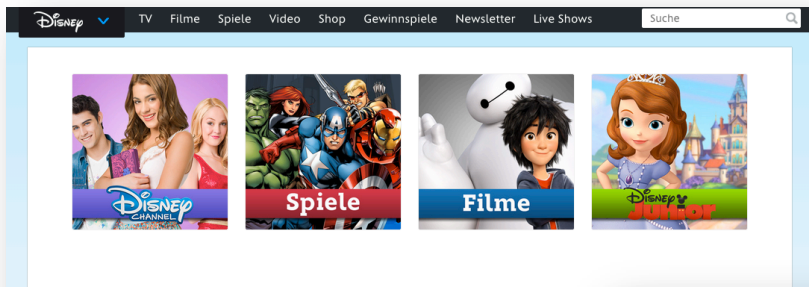 Disney TV Filme Spiele Video Shop Gewinnspiele Newsletter Live Shows Suche
Disney CHANNEL
Spiele
Filme
Disney Junior